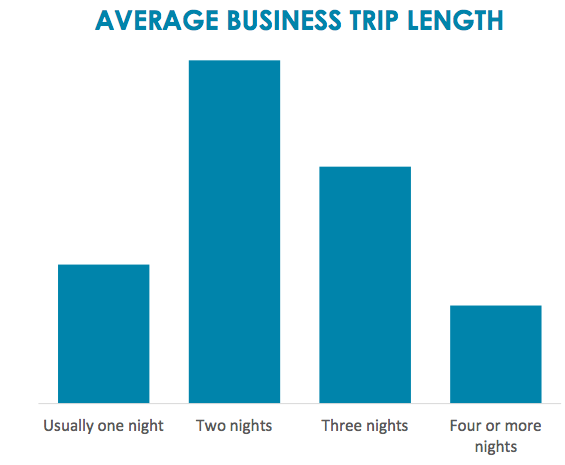 AVERAGE BUSINESS TRIP LENGTH
Usually one night
Two nights
Three nights
Four or more
nights